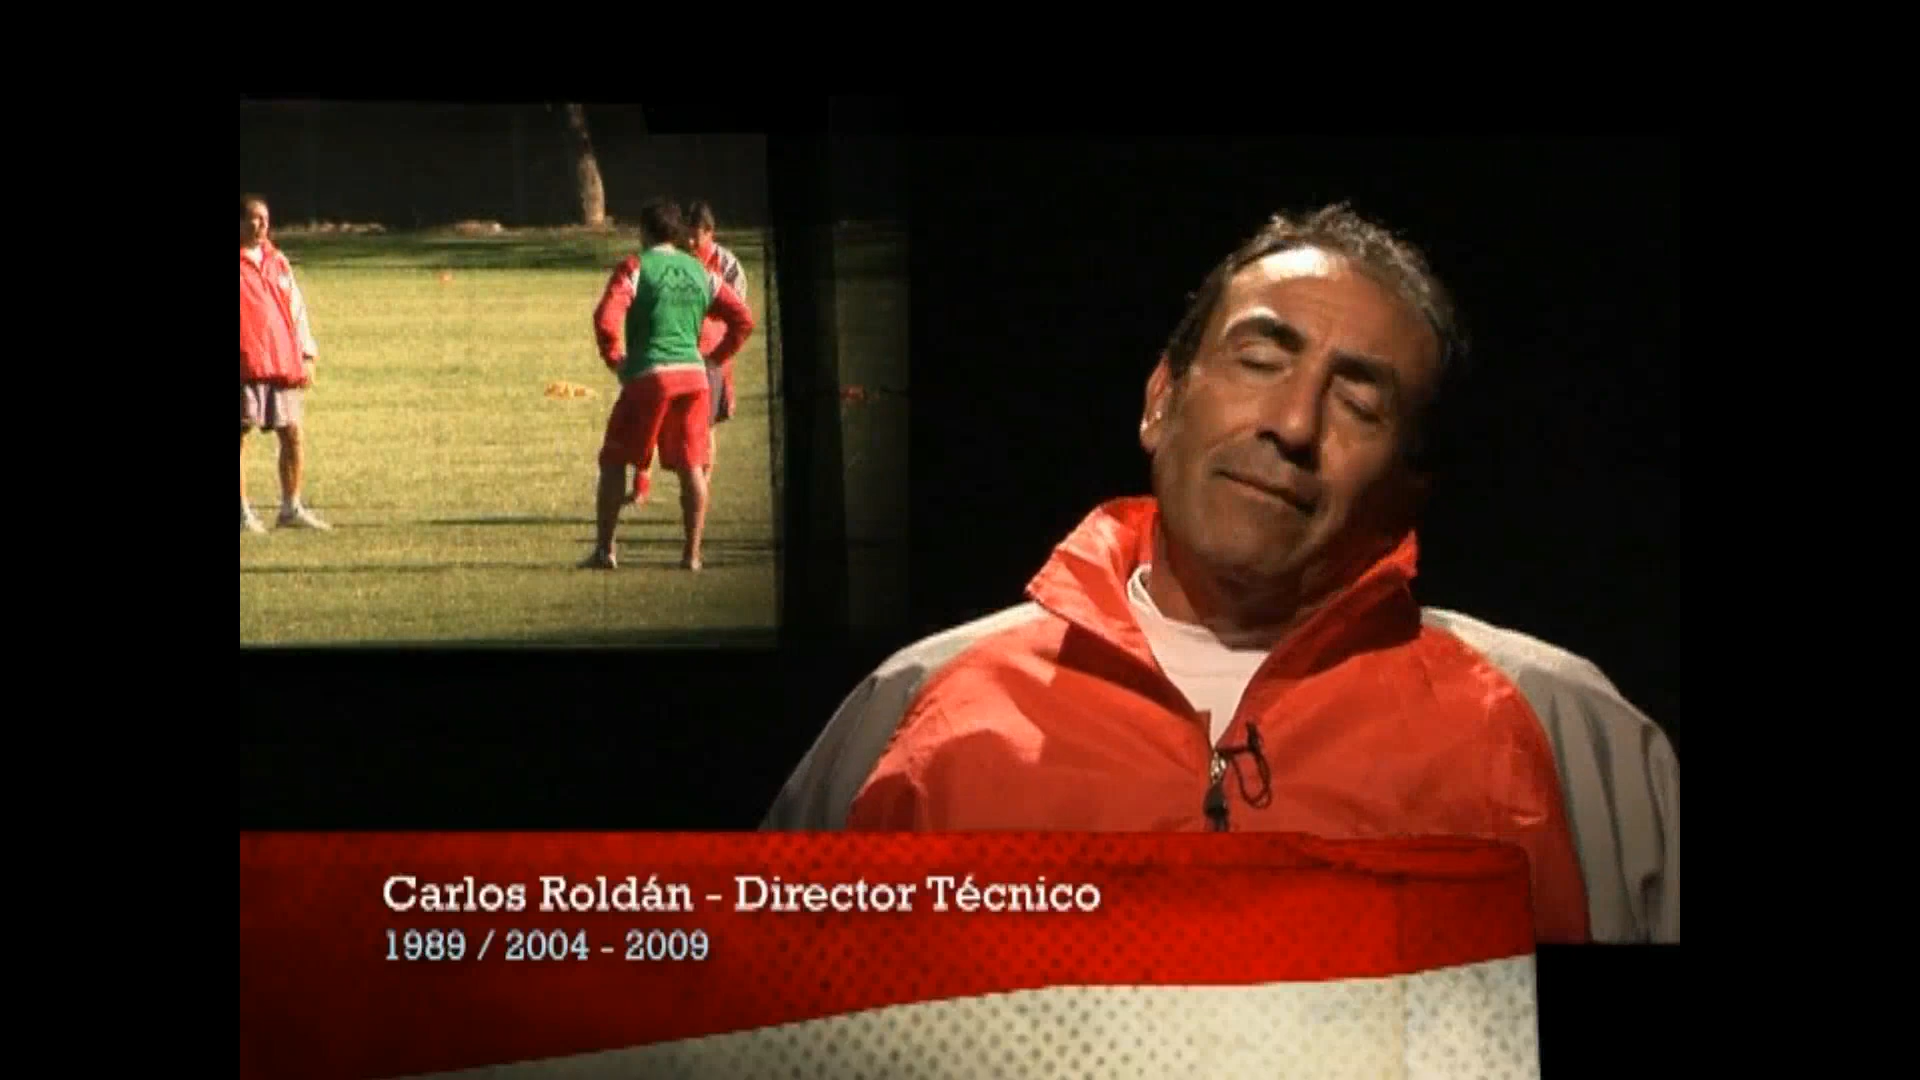 Carlos Roldán - Director Técnico
1989 / 2004 - 2009